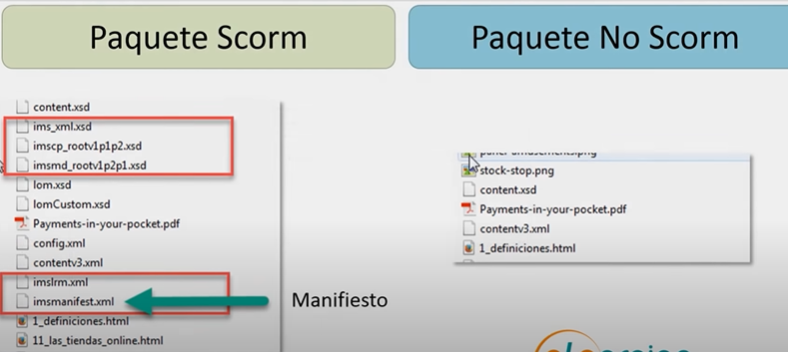 Paquete Scorm
content.xsd
ims_xml.xsd
imscp_rootv1p1p2.xsd
imsmd_rootv1p2p1.xsd
lom.xsd
lomCustom.xsd
Payments-in-your-pocket.pdf
config.xml
contentv3.xml
imslrm.xml
imsmanifest.xml
1_definiciones.html
11_las_tiendas_online.html
Manifiesto
Paquete No Scorm
stock-stop.png
content.xsd
Payments-in-your-pocket.pdf
contentv3.xml
1_definiciones.html